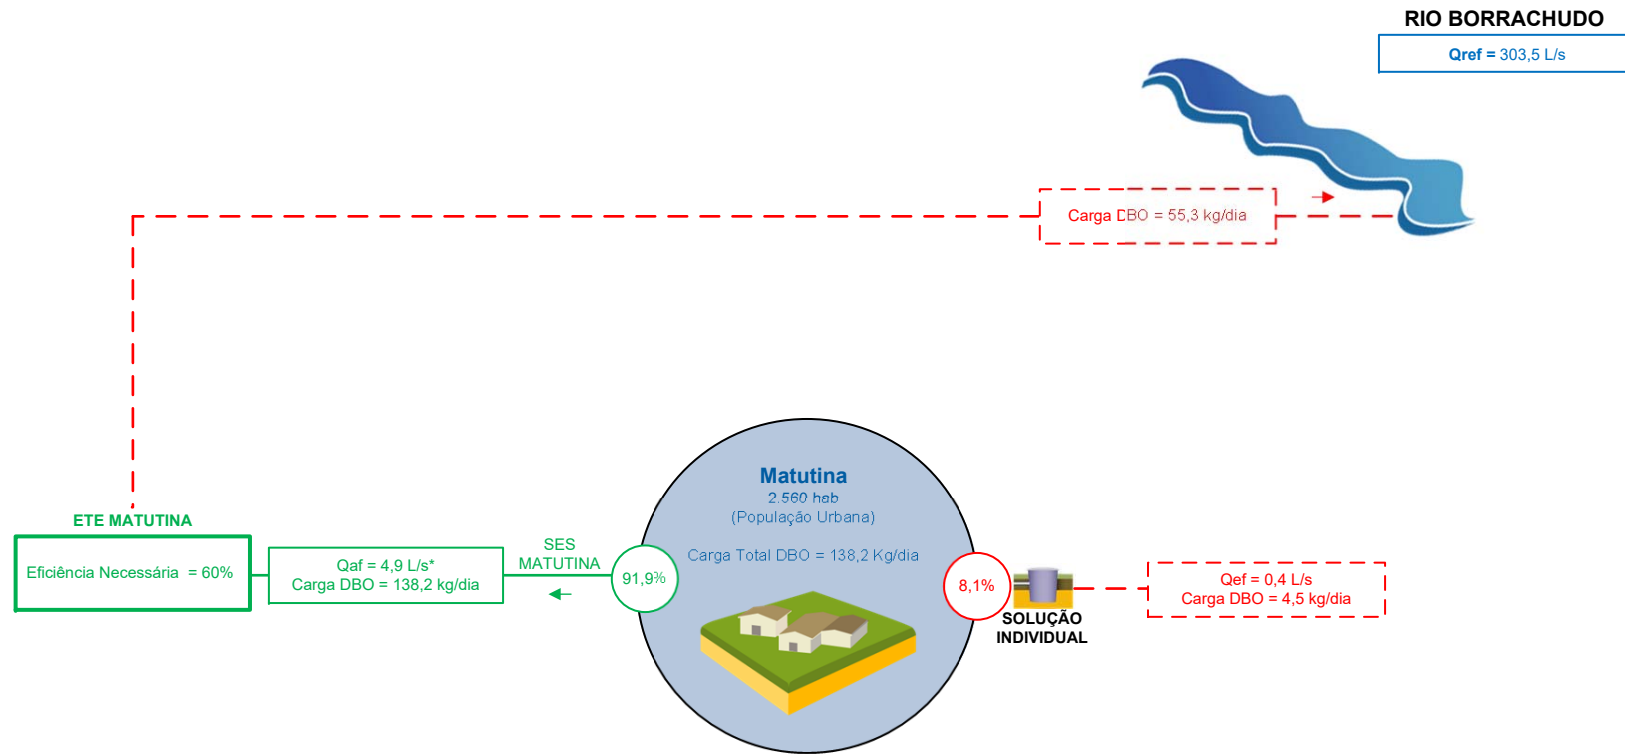 RIO BORRACHUDO
Qref = 303,5 L/s
Carga DBO = 55,3 kg/dia
Matutina
2.560 hab
(População Urbana)
Carga Total DBO = 138,2 Kg/dia
ETE MATUTINA
Eficiência Necessária = 60%
Qaf = 4,9 L/s*
Carga DBO = 138,2 kg/dia
SES
MATUTINA
91,9%
8,1%
SOLUÇÃO
INDIVIDUAL
Qef = 0,4 L/s
Carga DBO = 4,5 kg/dia